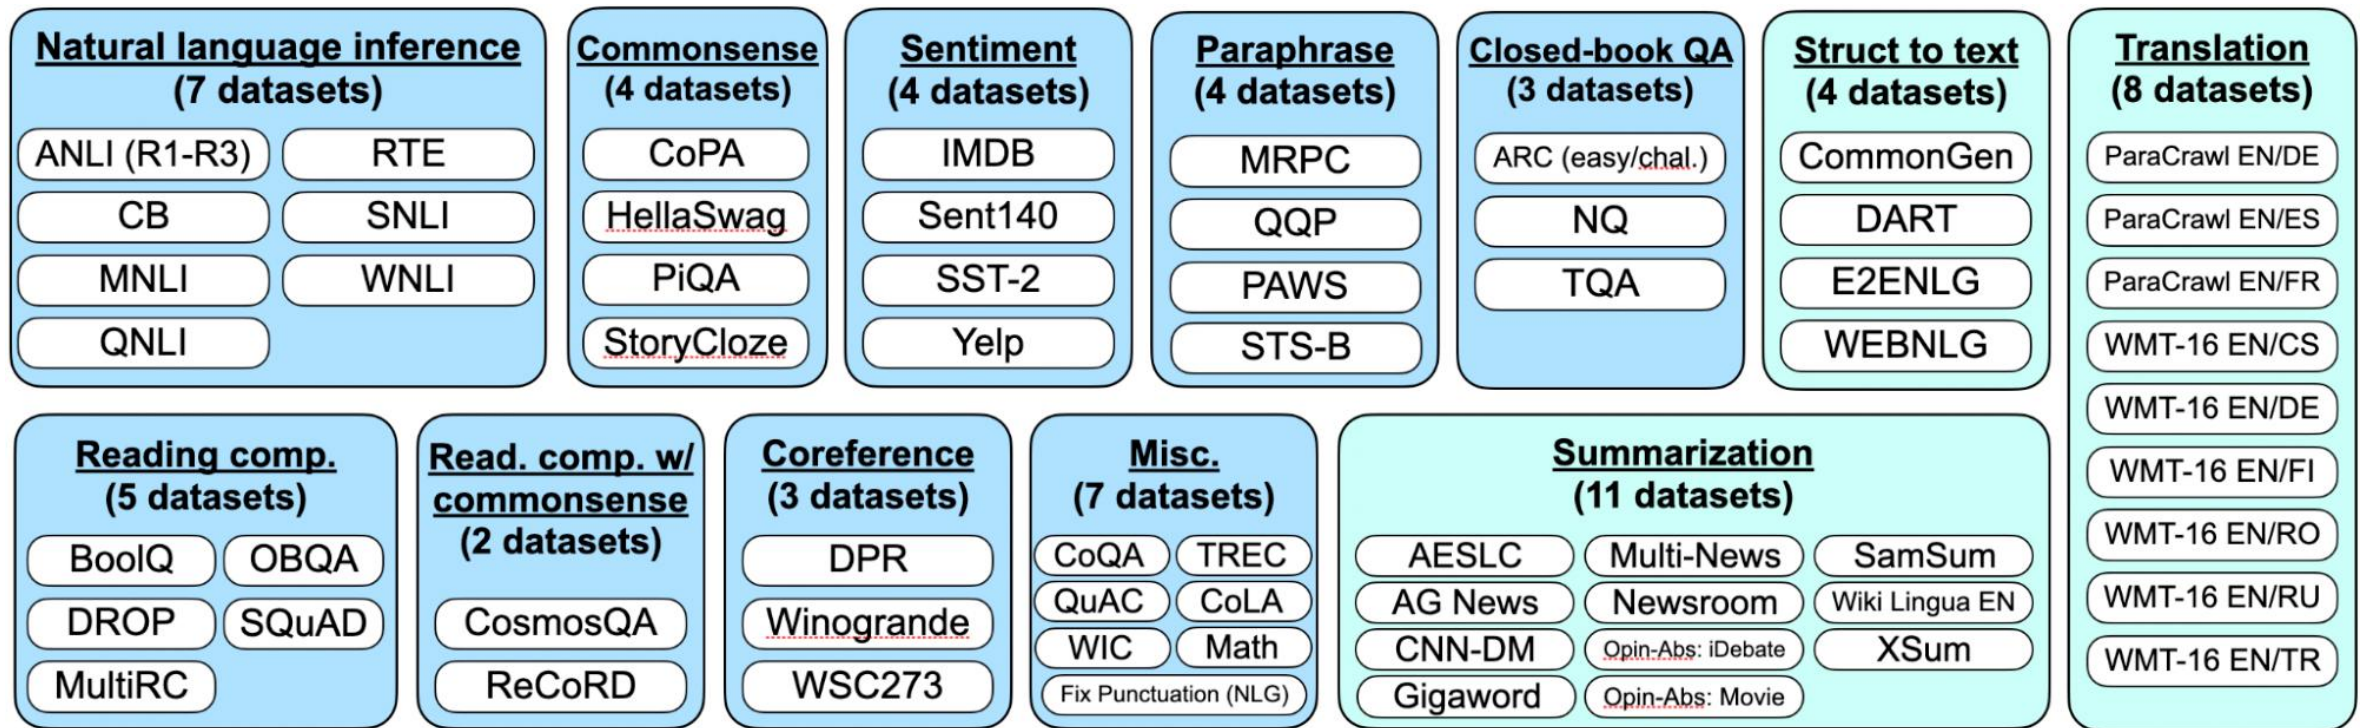 Natural language inference
(7 datasets)
ANLI (R1-R3)
RTE
CB
SNLI
MNLI
WNLI
QNLI
Commonsense
(4 datasets)
CoPA
HellaSwag
PiQA
StoryCloze
Sentiment
(4 datasets)
IMDB
Sent140
SST-2
Yelp
Paraphrase
(4 datasets)
MRPC
QQP
PAWS
STS-B
Closed-book QA
(3 datasets)
ARC (easy/chal.)
NQ
TQA
Struct to text
(4 datasets)
CommonGen
DART
E2ENLG
WEBNLG
Translation
(8 datasets)
ParaCrawl EN/DE
ParaCrawl EN/ES
ParaCrawl EN/FR
WMT-16 EN/CS
WMT-16 EN/DE
WMT-16 EN/FI
WMT-16 EN/RO
WMT-16 EN/RU
WMT-16 EN/TR
Reading comp.
(5 datasets)
BoolQ
OBQA
DROP
SQuAD
MultiRC
Read. comp. w/
commonsense
(2 datasets)
CosmosQA
ReCoRD
Coreference
(3 datasets)
DPR
Winogrande
WSC273
Misc.
(7 datasets)
CoQA
TREC
QuAC
CoLA
WIC
Math
Fix Punctuation (NLG)
Summarization
(11 datasets)
AESLC
Multi-News
SamSum
AG News
Newsroom
Wiki Lingua EN
CNN-DM
Opin-Abs: iDebate
XSum
Gigaword
Opin-Abs: Movie